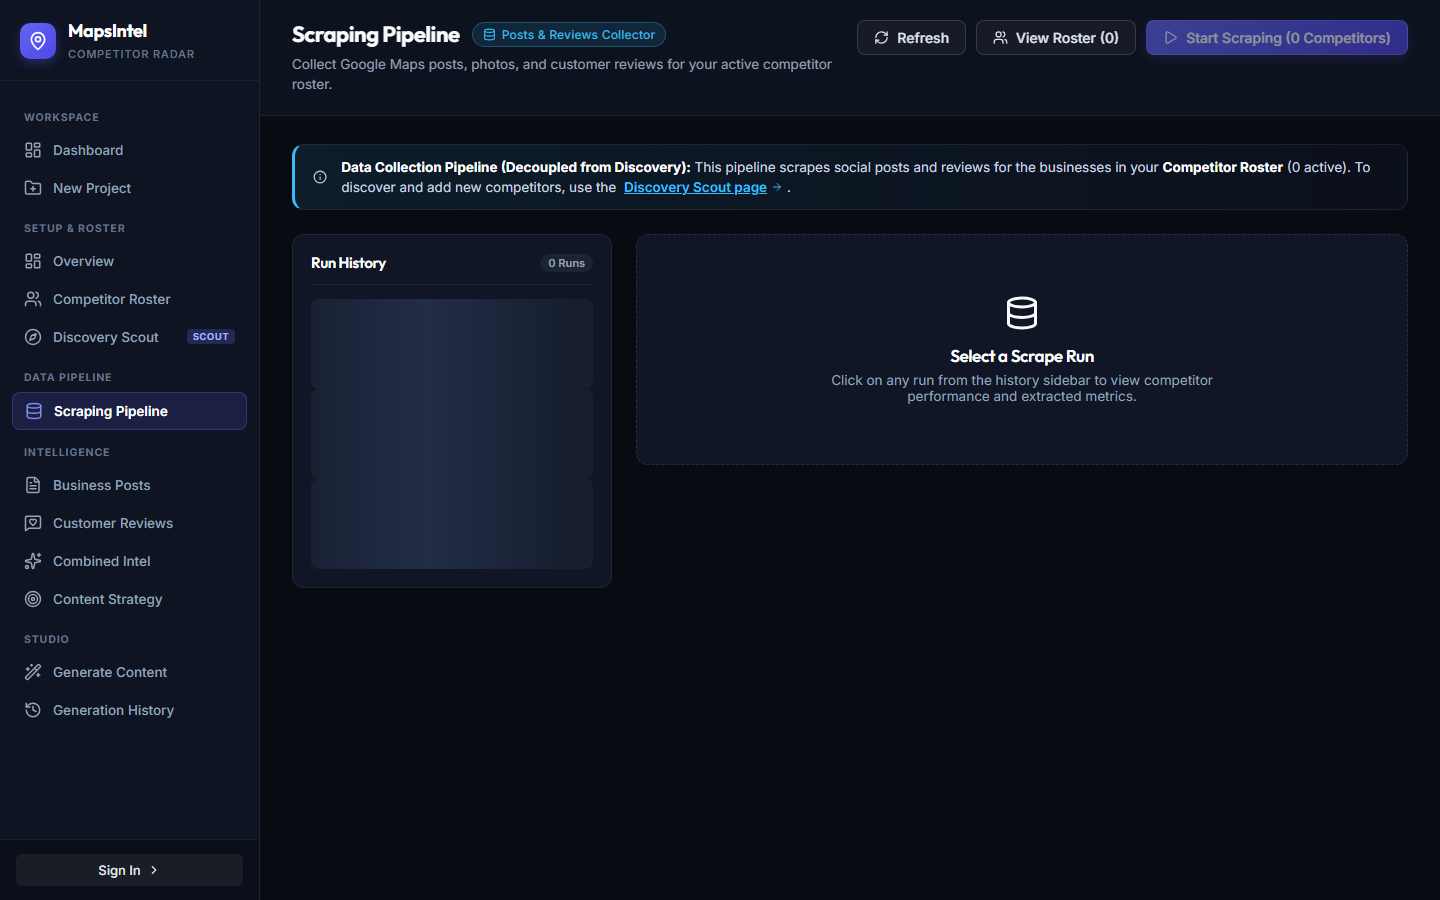 MapsIntel
COMPETITOR RADAR
WORKSPACE
Dashboard
New Project
SETUP & ROSTER
Overview
Competitor Roster
Discovery Scout SCOUT
DATA PIPELINE
Scraping Pipeline
INTELLIGENCE
Business Posts
Customer Reviews
Combined Intel
Content Strategy
STUDIO
Generate Content
Generation History
Sign In
Scraping Pipeline Posts & Reviews Collector
Collect Google Maps posts, photos, and customer reviews for your active competitor
roster.
Refresh View Roster (0) Start Scraping (0 Competitors)
Data Collection Pipeline (Decoupled from Discovery): This pipeline scrapes social posts and reviews for the businesses in your Competitor Roster (0 active). To
discover and add new competitors, use the Discovery Scout page → .
Run History 0 Runs
Select a Scrape Run
Click on any run from the history sidebar to view competitor
performance and extracted metrics.